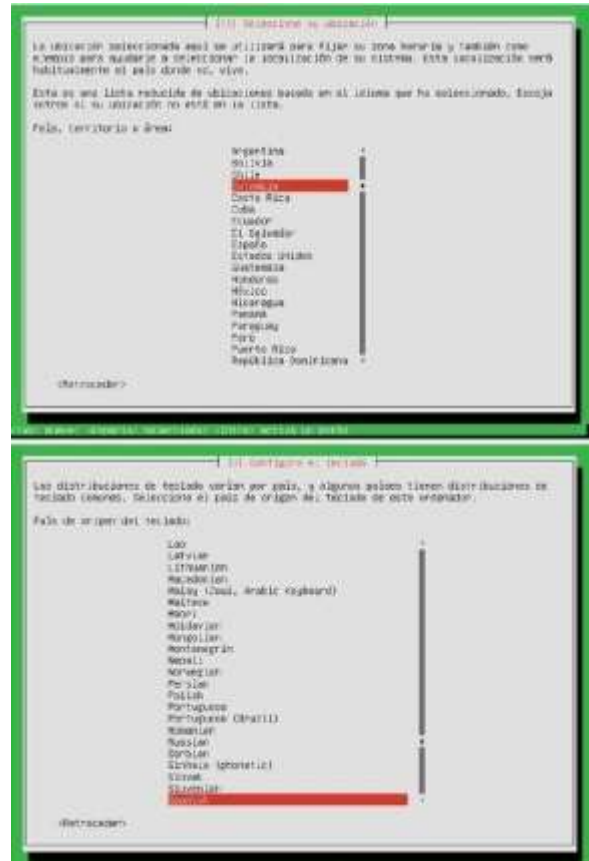 [!!] Seleccione su ubicación
La ubicación seleccionada aquí se utilizará para fijar su zona horaria y también como
ejemplo para ayudarle a seleccionar la localización de su sistema. Esta localización será
habitualmente el país donde vd. vive.
Esta es una lista reducida de ubicaciones basada en el idioma que ha seleccionado. Escoja
«otro» si su ubicación no está en la lista.
País, territorio o área:
Argentina
Bolivia
Chile
Colombia
Costa Rica
Cuba
Ecuador
El Salvador
España
Estados Unidos
Guatemala
Honduras
México
Nicaragua
Panamá
Paraguay
Perú
Puerto Rico
República Dominicana
<Retroceder>
[!] Configure el teclado
Las distribuciones de teclado varían por país, y algunos países tienen distribuciones de
teclado comunes. Seleccione el país de origen del teclado de este ordenador.
País de origen del teclado:
Lao
Latvian
Lithuanian
Macedonian
Malay (Jawi, Arabic Keyboard)
Maltese
Maori
Moldavian
Mongolian
Montenegrin
Nepali
Norwegian
Persian
Polish
Portuguese
Portuguese (Brazil)
Romanian
Russian
Serbian
Sinhala (phonetic)
Slovak
Slovenian
Spanish
<Retroceder>